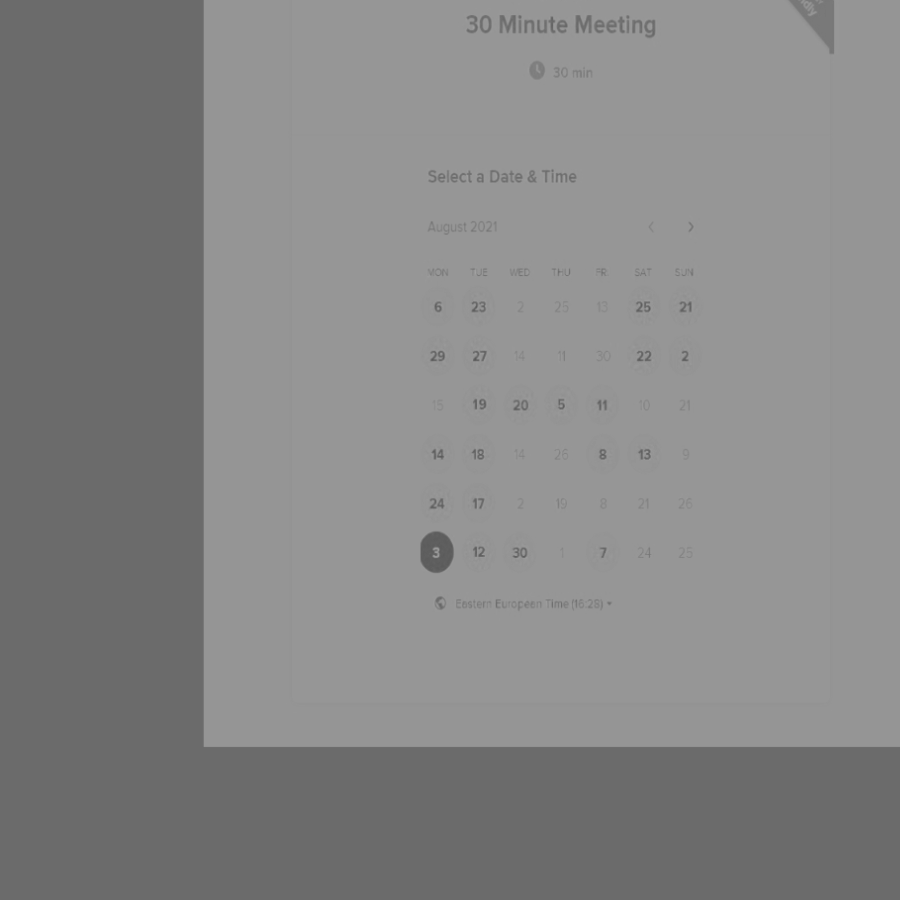 30 Minute Meeting
30 min
Select a Date & Time
August 2021
MON TUE WED THU FR SAT SUN
6 23 2 25 13 25 21
29 27 14 11 30 22 2
15 19 20 5 11 10 21
14 18 14 26 8 13 9
24 17 2 19 8 21 26
3 12 30 1 7 24 25
Eestern Europeen Time (16:28)